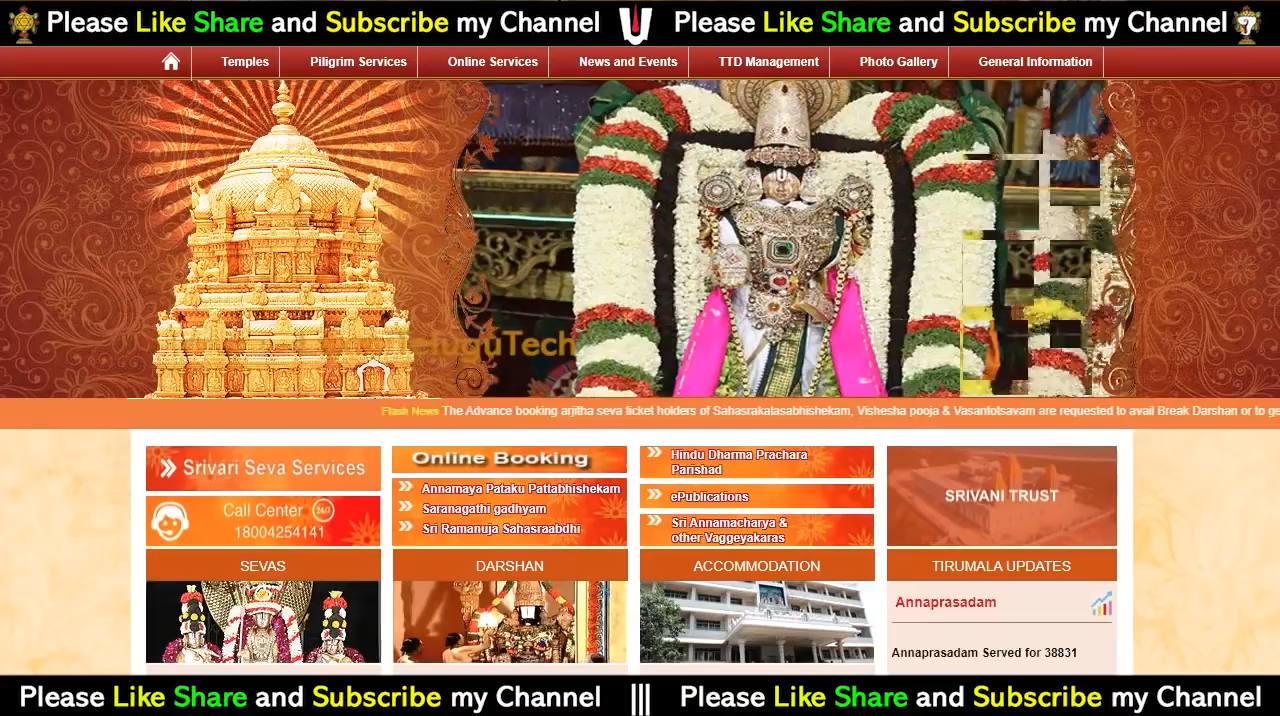 Please Like Share and Subscribe my Channel Please Like Share and Subscribe my Channel
Temples Piligrim Services Online Services News and Events TTD Management Photo Gallery General Information
Flash News The Advance booking arjitha seva ticket holders of Sahasrakalasabhishekam, Vishesha pooja & Vasantotsavam are requested to avail Break Darshan or to ge
Srivari Seva Services
Call Center 24/7
18004254141
Online Booking
Annamaya Pataku Pattabhishekam
Saranagathi gadhyam
Sri Ramanuja Sahasraabdhi
Hindu Dharma Prachara
Parishad
ePublications
Sri Annamacharya &
other Vaggeyakaras
SRIVANI TRUST
SEVAS
DARSHAN
ACCOMMODATION
TIRUMALA UPDATES
Annaprasadam
Annaprasadam Served for 38831
Please Like Share and Subscribe my Channel ||| Please Like Share and Subscribe my Channel